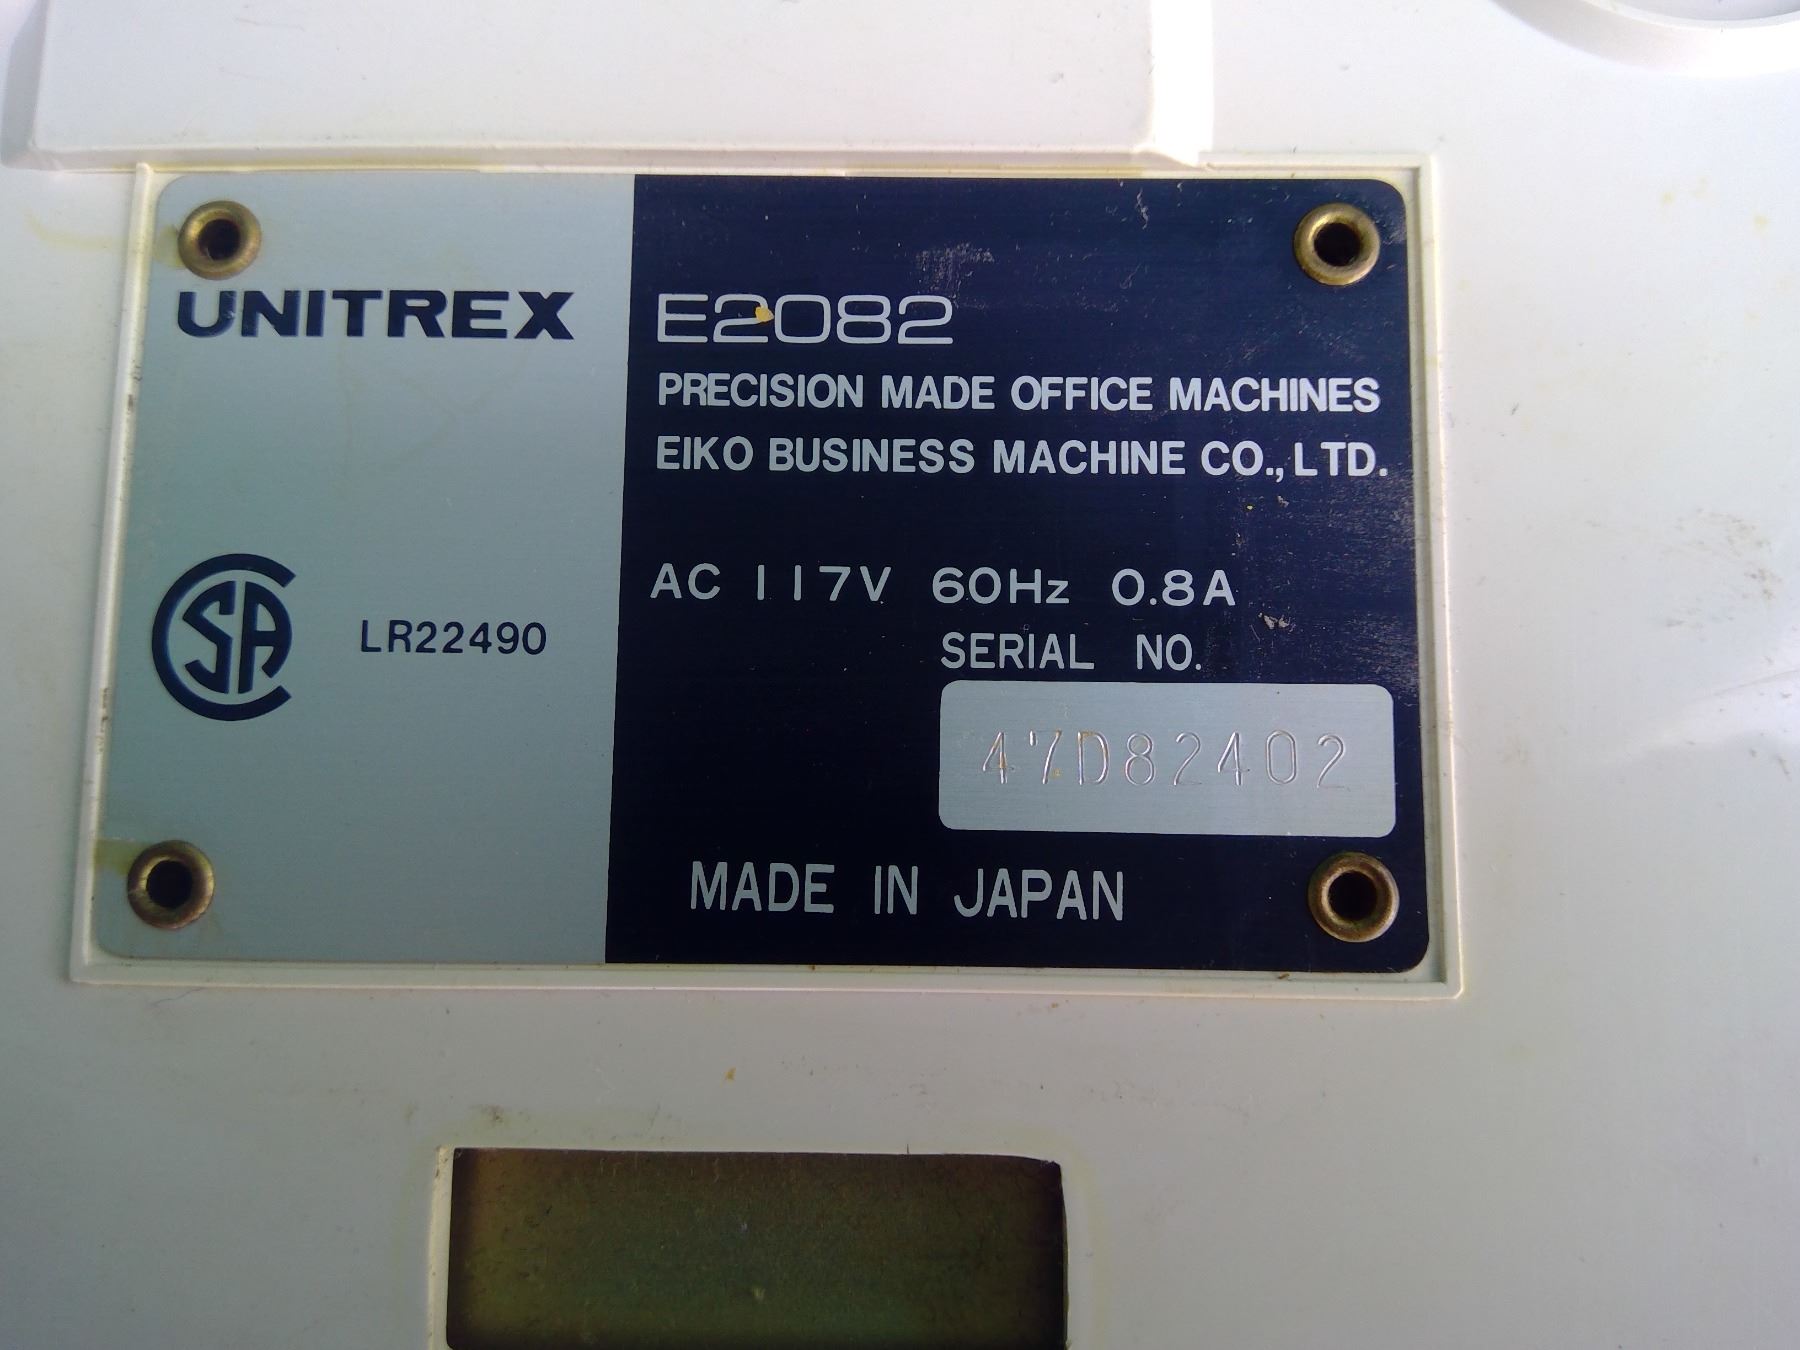 UNITREX
E2082
PRECISION MADE OFFICE MACHINES
EIKO BUSINESS MACHINE CO., LTD.
AC 117V 60Hz 0.8A
CSA
LR22490
SERIAL NO.
47D82402
MADE IN JAPAN